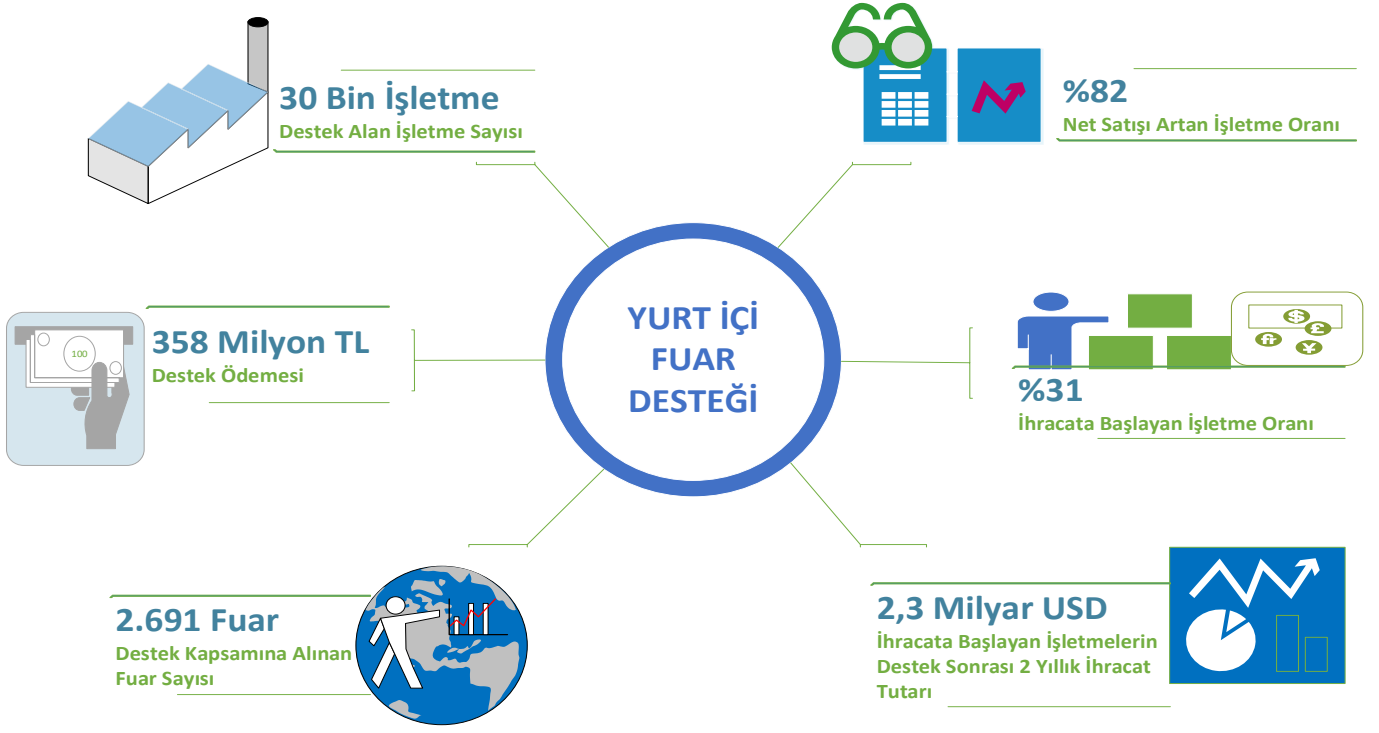 30 Bin İşletme
Destek Alan İşletme Sayısı
%82
Net Satışı Artan İşletme Oranı
YURT İÇİ
FUAR
DESTEĞİ
100
358 Milyon TL
Destek Ödemesi
$
£
¥
%31
İhracata Başlayan İşletme Oranı
2.691 Fuar
Destek Kapsamına Alınan
Fuar Sayısı
2,3 Milyar USD
İhracata Başlayan İşletmelerin
Destek Sonrası 2 Yıllık İhracat
Tutarı